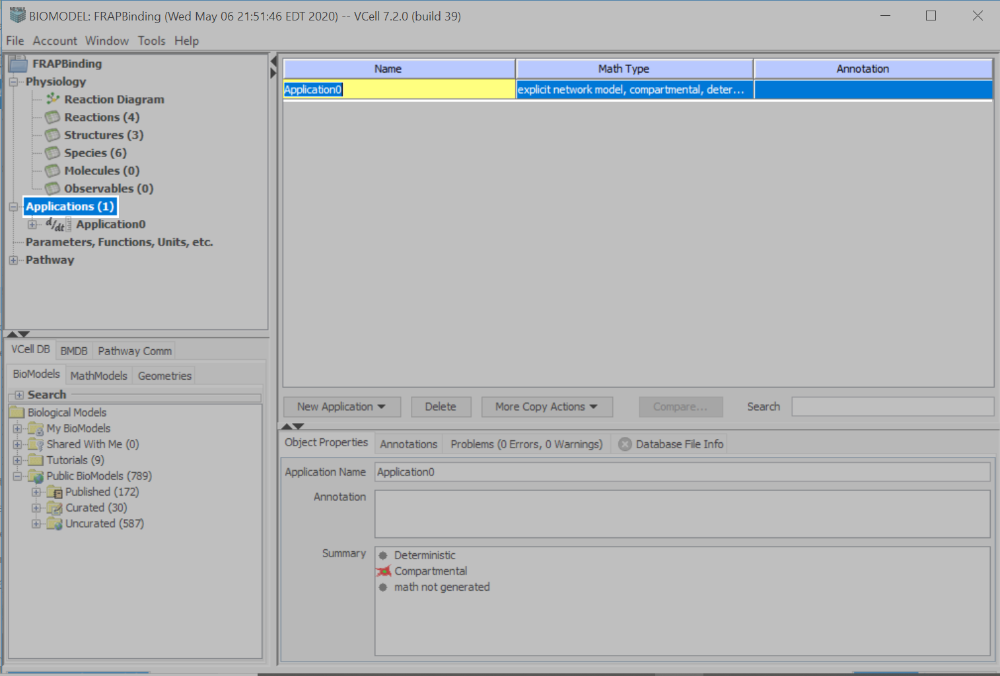 BIOMODEL: FRAPBinding (Wed May 06 21:51:46 EDT 2020) -- VCell 7.2.0 (build 39)
File Account Window Tools Help
FRAPBinding
Physiology
Reaction Diagram
Reactions (4)
Structures (3)
Species (6)
Molecules (0)
Observables (0)
Applications (1)
d/dt Application0
Parameters, Functions, Units, etc.
Pathway
VCell DB BMDB Pathway Comm
BioModels MathModels Geometries
Search
Biological Models
My BioModels
Shared With Me (0)
Tutorials (9)
Public BioModels (789)
Published (172)
Curated (30)
Uncurated (587)
Name Math Type Annotation
Application0 explicit network model, compartmental, deter...
New Application Delete More Copy Actions Compare... Search
Object Properties Annotations Problems (0 Errors, 0 Warnings) Database File Info
Application Name Application0
Annotation
Summary Deterministic
Compartmental
math not generated